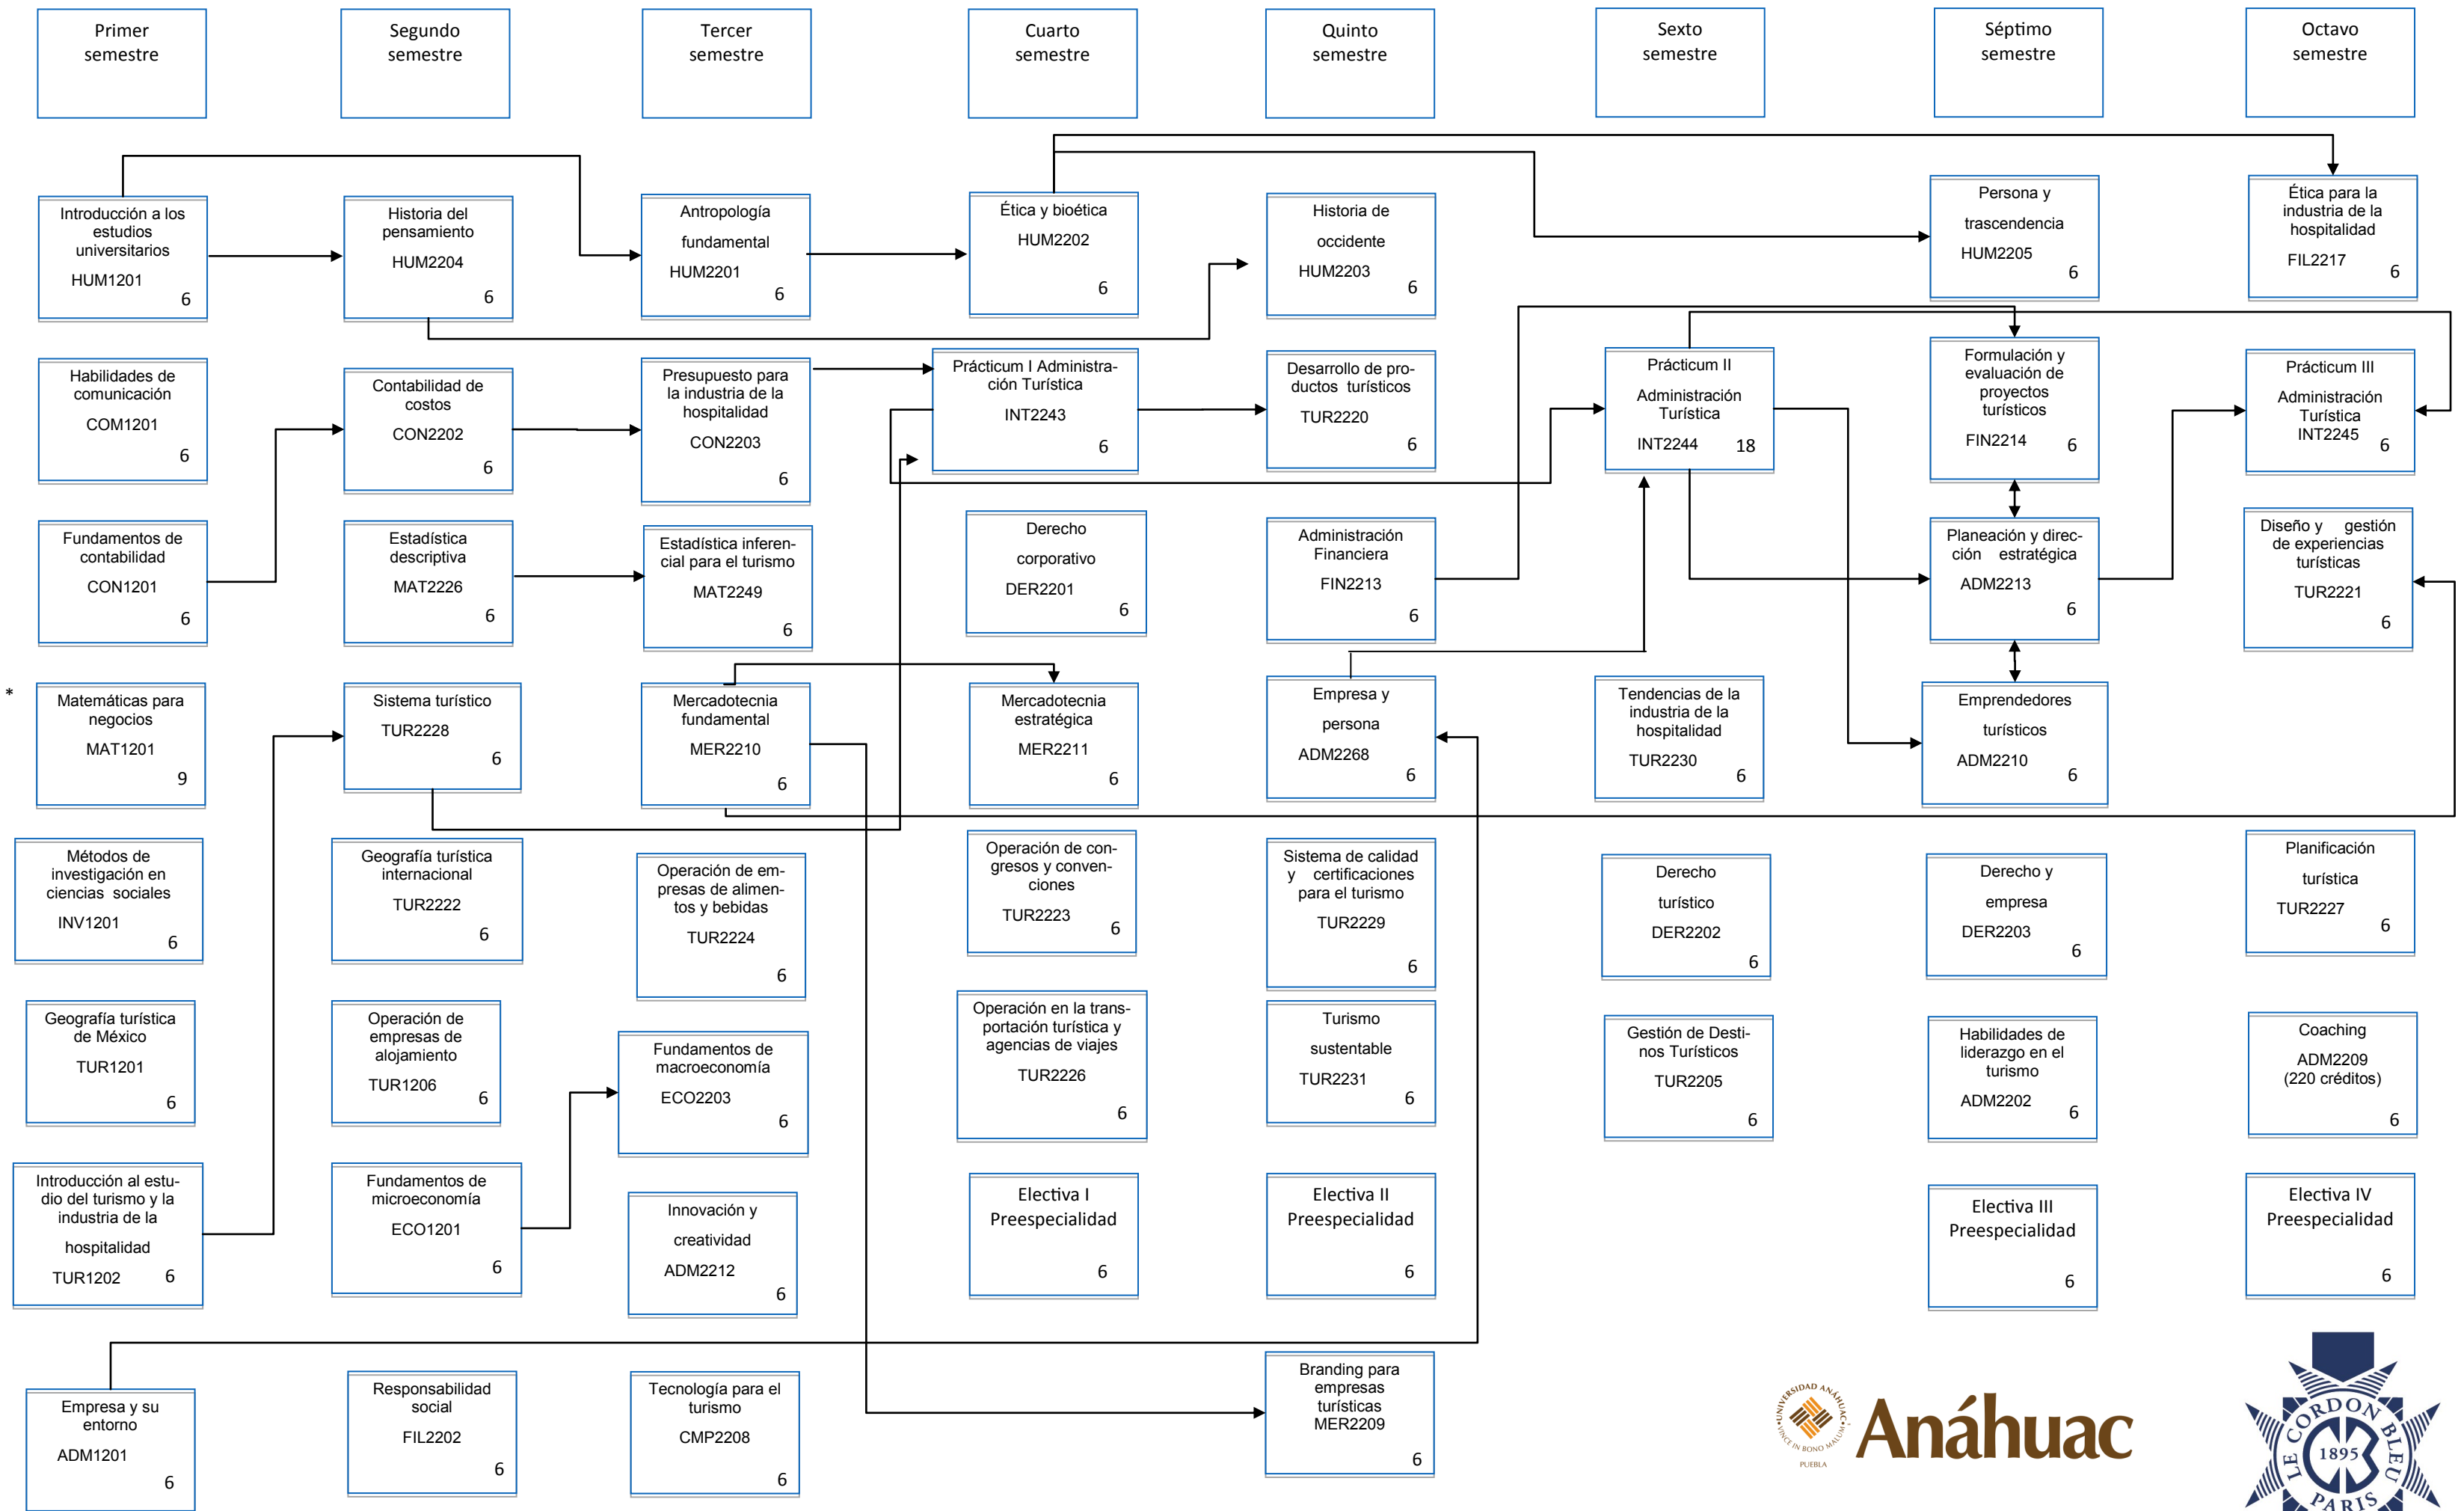 Primer
semestre
Segundo
semestre
Tercer
semestre
Cuarto
semestre
Quinto
semestre
Sexto
semestre
Séptimo
semestre
Octavo
semestre
Introducción a los
estudios
universitarios
HUM1201
6
Historia del
pensamiento
HUM2204
6
Antropología
fundamental
HUM2201
6
Ética y bioética
HUM2202
6
Historia de
occidente
HUM2203
6
Persona y
trascendencia
HUM2205
6
Ética para la
industria de la
hospitalidad
FIL2217
6
Habilidades de
comunicación
COM1201
6
Contabilidad de
costos
CON2202
6
Presupuesto para
la industria de la
hospitalidad
CON2203
6
Prácticum I Administra-
ción Turística
INT2243
6
Desarrollo de pro-
ductos turísticos
TUR2220
6
Prácticum II
Administración
Turística
INT2244 18
Formulación y
evaluación de
proyectos
turísticos
FIN2214 6
Prácticum III
Administración
Turística
INT2245 6
Fundamentos de
contabilidad
CON1201
6
Estadística
descriptiva
MAT2226
6
Estadística inferen-
cial para el turismo
MAT2249
6
Derecho
corporativo
DER2201
6
Administración
Financiera
FIN2213
6
Planeación y direc-
ción estratégica
ADM2213
6
Diseño y gestión
de experiencias
turísticas
TUR2221
6
*
Matemáticas para
negocios
MAT1201
9
Sistema turístico
TUR2228
6
Mercadotecnia
fundamental
MER2210
6
Mercadotecnia
estratégica
MER2211
6
Empresa y
persona
ADM2268
6
Tendencias de la
industria de la
hospitalidad
TUR2230
6
Emprendedores
turísticos
ADM2210
6
Métodos de
investigación en
ciencias sociales
INV1201
6
Geografía turística
internacional
TUR2222
6
Operación de em-
presas de alimen-
tos y bebidas
TUR2224
6
Operación de con-
gresos y conven-
ciones
TUR2223
6
Sistema de calidad
y certificaciones
para el turismo
TUR2229
6
Derecho
turístico
DER2202
6
Derecho y
empresa
DER2203
6
Planificación
turística
TUR2227
6
Geografía turística
de México
TUR1201
6
Operación de
empresas de
alojamiento
TUR1206
6
Fundamentos de
macroeconomía
ECO2203
6
Operación en la trans-
portación turística y
agencias de viajes
TUR2226
6
Turismo
sustentable
TUR2231
6
Gestión de Desti-
nos Turísticos
TUR2205
6
Habilidades de
liderazgo en el
turismo
ADM2202
6
Coaching
ADM2209
(220 créditos)
6
Introducción al estu-
dio del turismo y la
industria de la
hospitalidad
TUR1202 6
Fundamentos de
microeconomía
ECO1201
6
Innovación y
creatividad
ADM2212
6
Electiva I
Preespecialidad
6
Electiva II
Preespecialidad
6
Electiva III
Preespecialidad
6
Electiva IV
Preespecialidad
6
Empresa y su
entorno
ADM1201
6
Responsabilidad
social
FIL2202
6
Tecnología para el
turismo
CMP2208
6
Branding para
empresas
turísticas
MER2209
6
UNIVERSIDAD ANÁHUAC
VINCE IN BONO MALUM
PUEBLA
Anáhuac
LE CORDON BLEU
1895
PARIS